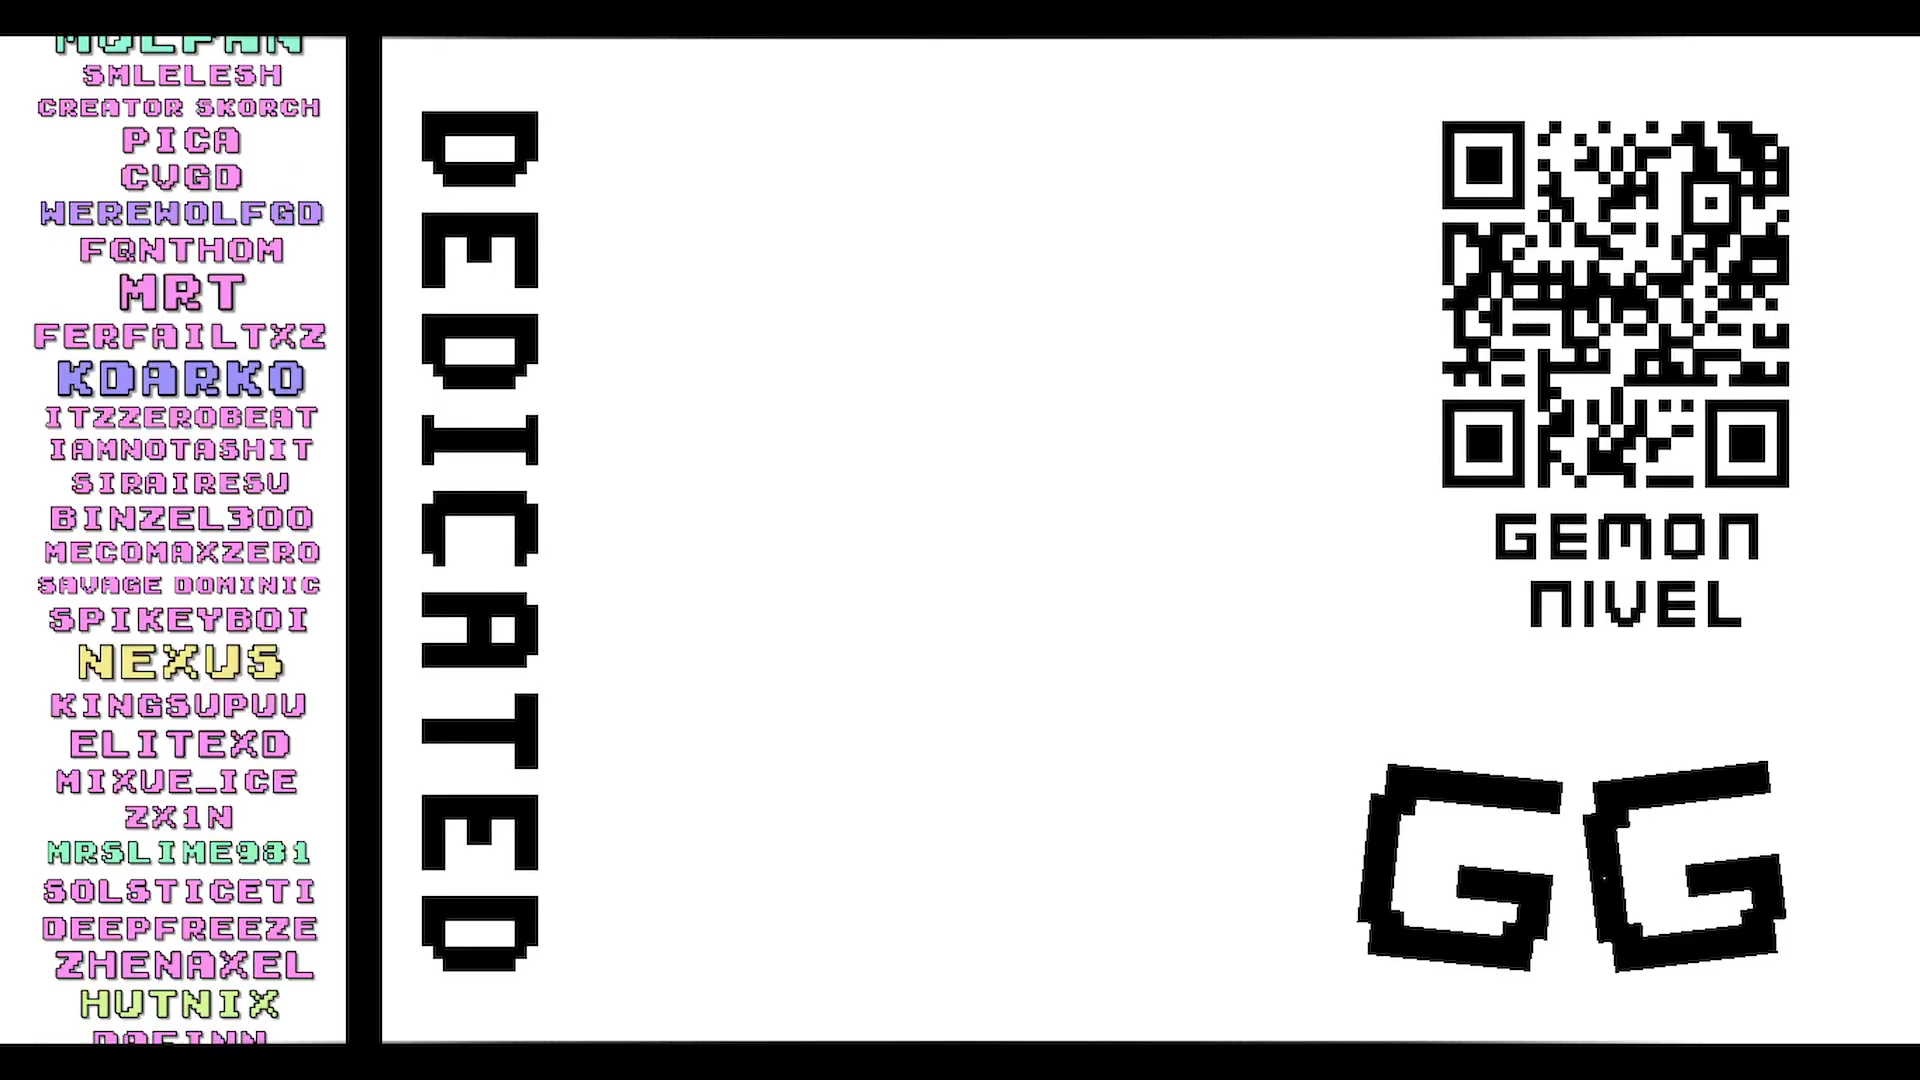 SMLELESH
CREATOR SKORCH
PICA
CVGD
WEREWOLFGD
FQNTHOM
MRT
FERFAILTXZ
KDARKO
ITZZEROBEAT
IAMNOTASHIT
SIRAIRESU
BINZEL300
MECOMAXZERO
SAVAGE DOMINIC
SPIKEYBOI
NEXUS
KINGSUPUU
ELITEXD
MIXUE_ICE
ZX1N
MRSLIME981
SOLSTICETI
DEEPFREEZE
ZHENAXEL
HUTNIX
DEDICATED
GEMON
NIVEL
GG